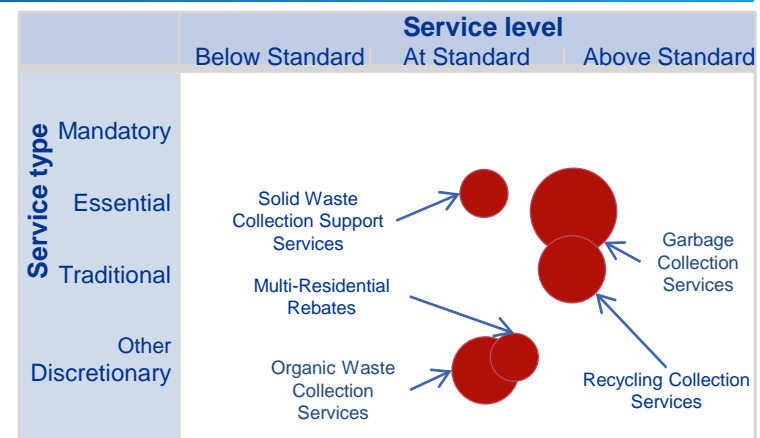 Service level
Below Standard
At Standard
Above Standard
Service type
Mandatory
Essential
Traditional
Other
Discretionary
Solid Waste
Collection Support
Services
Garbage
Collection
Services
Multi-Residential
Rebates
Organic Waste
Collection
Services
Recycling Collection
Services